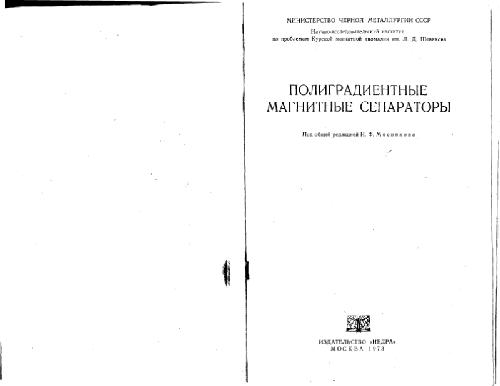 МИНИСТЕРСТВО ЧЕРНОЙ МЕТАЛЛУРГИИ СССР
Научно-исследовательский институт
по проблемам Курской магнитной аномалии им. Л. Д. Шевякова
ПОЛИГРАДИЕНТНЫЕ
МАГНИТНЫЕ СЕПАРАТОРЫ
Под общей редакцией Н. Ф. Мясникова
ИЗДАТЕЛЬСТВО «НЕДРА»
МОСКВА 1973